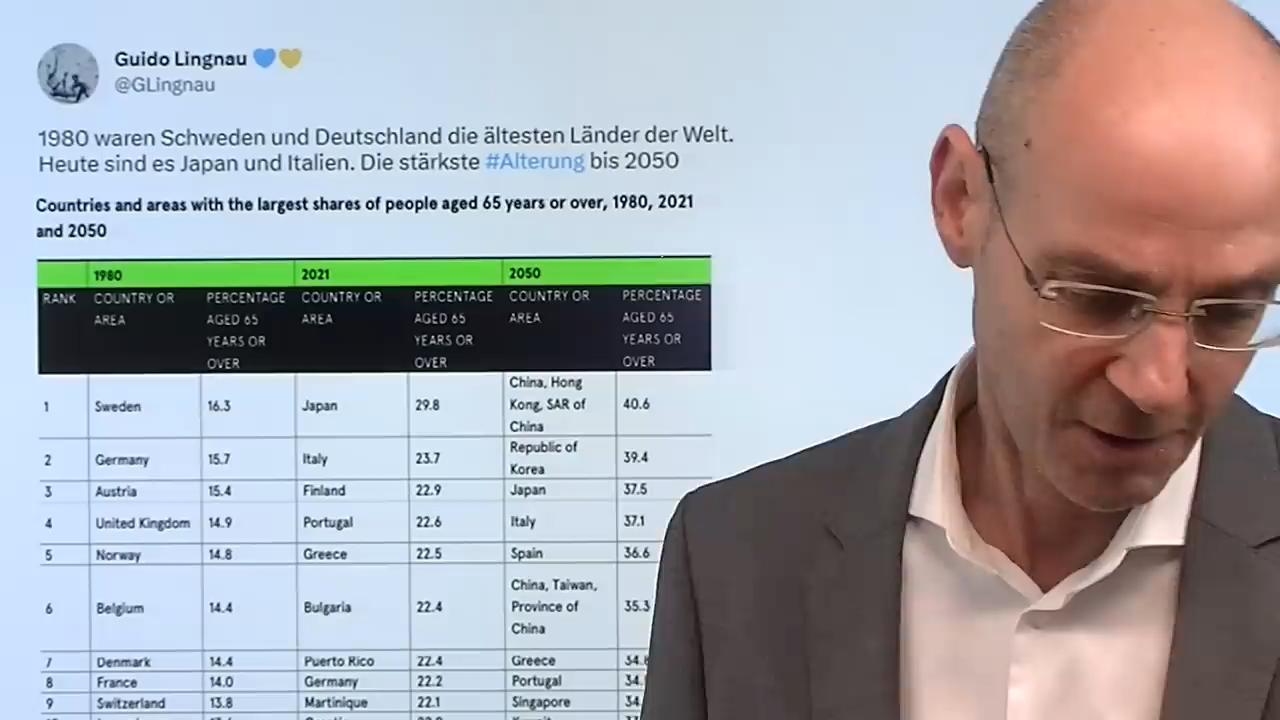 Guido Lingnau 💙💛
@GLingnau
1980 waren Schweden und Deutschland die ältesten Länder der Welt.
Heute sind es Japan und Italien. Die stärkste #Alterung bis 2050
Countries and areas with the largest shares of people aged 65 years or over, 1980, 2021
and 2050
1980 2021 2050
RANK COUNTRY OR AREA PERCENTAGE AGED 65 YEARS OR OVER COUNTRY OR AREA PERCENTAGE AGED 65 YEARS OR OVER COUNTRY OR AREA PERCENTAGE AGED 65 YEARS OR OVER
1 Sweden 16.3 Japan 29.8 China, Hong Kong, SAR of China 40.6
2 Germany 15.7 Italy 23.7 Republic of Korea 39.4
3 Austria 15.4 Finland 22.9 Japan 37.5
4 United Kingdom 14.9 Portugal 22.6 Italy 37.1
5 Norway 14.8 Greece 22.5 Spain 36.6
6 Belgium 14.4 Bulgaria 22.4 China, Taiwan, Province of China 35.3
7 Denmark 14.4 Puerto Rico 22.4 Greece 34.
8 France 14.0 Germany 22.2 Portugal 34.
9 Switzerland 13.8 Martinique 22.1 Singapore 34.